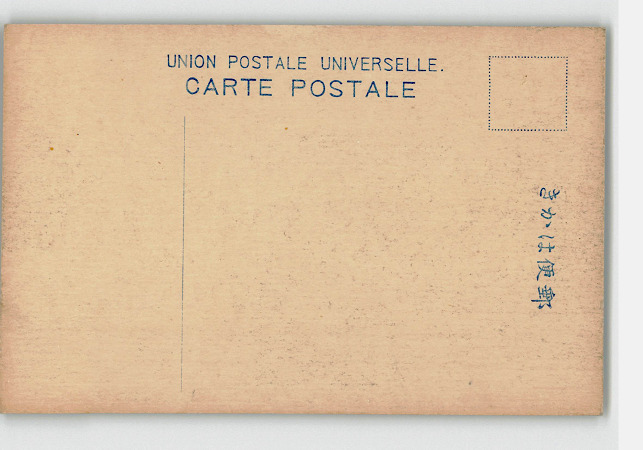 UNION POSTALE UNIVERSELLE.
CARTE POSTALE
きかは便郵